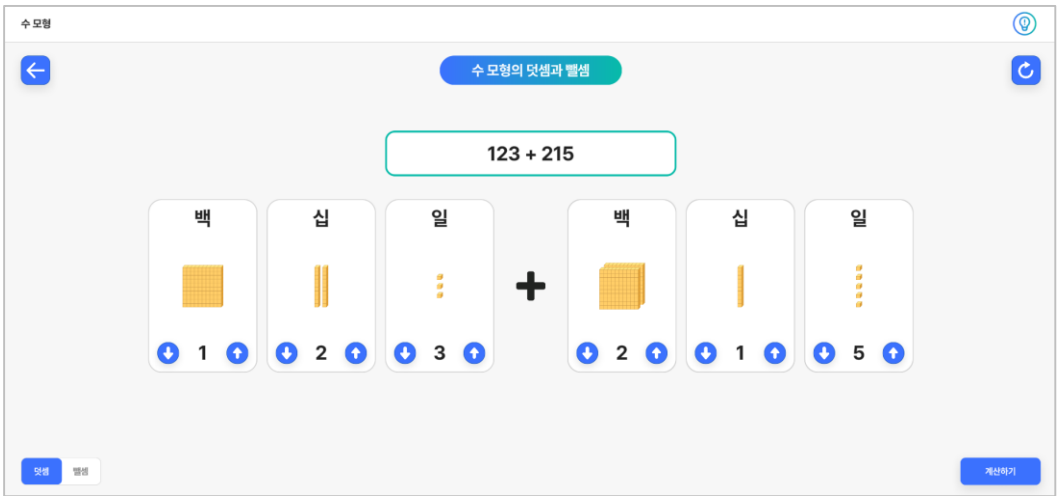 수 모형
수 모형의 덧셈과 뺄셈
123 + 215
백 십 일 백 십 일
1 2 3 + 2 1 5
덧셈 뺄셈
계산하기